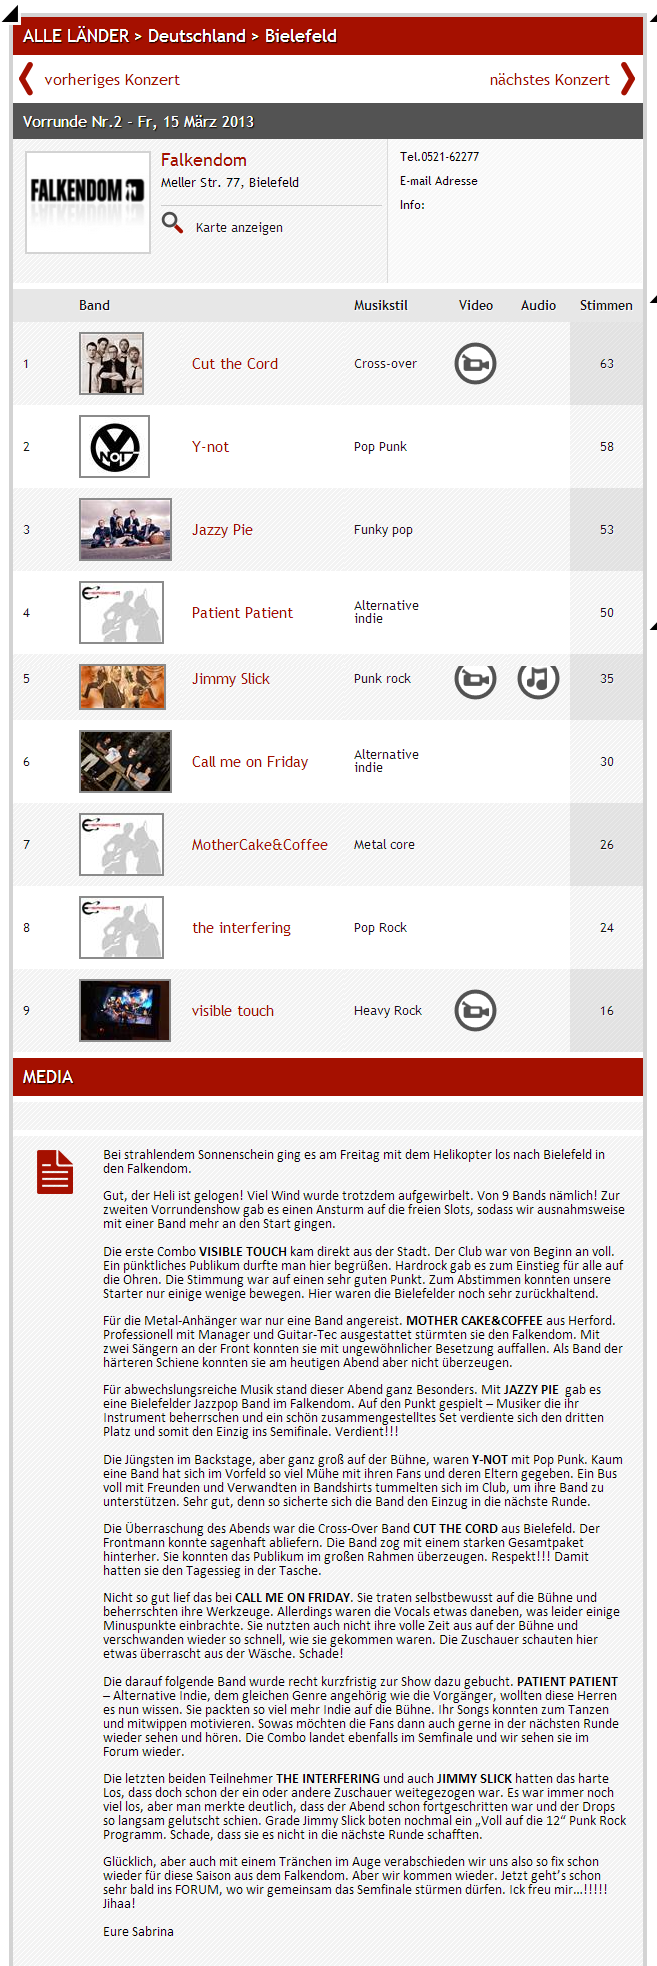 ALLE LÄNDER > Deutschland > Bielefeld
vorheriges Konzert
nächstes Konzert
Vorrunde Nr.2 - Fr, 15 März 2013
FALKENDOM
Falkendom
Meller Str. 77, Bielefeld
Karte anzeigen
Tel.0521-62277
E-mail Adresse
Info:
Band Musikstil Video Audio Stimmen
1 Cut the Cord Cross-over 63
2 Y NOT Y-not Pop Punk 58
3 Jazzy Pie Funky pop 53
4 Patient Patient Alternative indie 50
5 Jimmy Slick Punk rock 35
6 Call me on Friday Alternative indie 30
7 MotherCake&Coffee Metal core 26
8 the interfering Pop Rock 24
9 visible touch Heavy Rock 16
MEDIA
Bei strahlendem Sonnenschein ging es am Freitag mit dem Helikopter los nach Bielefeld in
den Falkendom.
Gut, der Heli ist gelogen! Viel Wind wurde trotzdem aufgewirbelt. Von 9 Bands nämlich! Zur
zweiten Vorrundenshow gab es einen Ansturm auf die freien Slots, sodass wir ausnahmsweise
mit einer Band mehr an den Start gingen.
Die erste Combo VISIBLE TOUCH kam direkt aus der Stadt. Der Club war von Beginn an voll.
Ein pünktliches Publikum durfte man hier begrüßen. Hardrock gab es zum Einstieg für alle auf
die Ohren. Die Stimmung war auf einen sehr guten Punkt. Zum Abstimmen konnten unsere
Starter nur einige wenige bewegen. Hier waren die Bielefelder noch sehr zurückhaltend.
Für die Metal-Anhänger war nur eine Band angereist. MOTHER CAKE&COFFEE aus Herford.
Professionell mit Manager und Guitar-Tec ausgestattet stürmten sie den Falkendom. Mit
zwei Sängern an der Front konnten sie mit ungewöhnlicher Besetzung auffallen. Als Band der
härteren Schiene konnten sie am heutigen Abend aber nicht überzeugen.
Für abwechslungsreiche Musik stand dieser Abend ganz Besonders. Mit JAZZY PIE gab es
eine Bielefelder Jazzpop Band im Falkendom. Auf den Punkt gespielt – Musiker die ihr
Instrument beherrschen und ein schön zusammengestelltes Set verdiente sich den dritten
Platz und somit den Einzig ins Semifinale. Verdient!!!
Die Jüngsten im Backstage, aber ganz groß auf der Bühne, waren Y-NOT mit Pop Punk. Kaum
eine Band hat sich im Vorfeld so viel Mühe mit ihren Fans und deren Eltern gegeben. Ein Bus
voll mit Freunden und Verwandten in Bandshirts tummelten sich im Club, um ihre Band zu
unterstützen. Sehr gut, denn so sicherte sich die Band den Einzug in die nächste Runde.
Die Überraschung des Abends war die Cross-Over Band CUT THE CORD aus Bielefeld. Der
Frontmann konnte sagenhaft abliefern. Die Band zog mit einem starken Gesamtpaket
hinterher. Sie konnten das Publikum im großen Rahmen überzeugen. Respekt!!! Damit
hatten sie den Tagessieg in der Tasche.
Nicht so gut lief das bei CALL ME ON FRIDAY. Sie traten selbstbewusst auf die Bühne und
beherrschten ihre Werkzeuge. Allerdings waren die Vocals etwas daneben, was leider einige
Minuspunkte einbrachte. Sie nutzten auch nicht ihre volle Zeit aus auf der Bühne und
verschwanden wieder so schnell, wie sie gekommen waren. Die Zuschauer schauten hier
etwas überrascht aus der Wäsche. Schade!
Die darauf folgende Band wurde recht kurzfristig zur Show dazu gebucht. PATIENT PATIENT
– Alternative Indie, dem gleichen Genre angehörig wie die Vorgänger, wollten diese Herren
es nun wissen. Sie packten so viel mehr Indie auf die Bühne. Ihr Songs konnten zum Tanzen
und mitwippen motivieren. Sowas möchten die Fans dann auch gerne in der nächsten Runde
wieder sehen und hören. Die Combo landet ebenfalls im Semfinale und wir sehen sie im
Forum wieder.
Die letzten beiden Teilnehmer THE INTERFERING und auch JIMMY SLICK hatten das harte
Los, dass doch schon der ein oder andere Zuschauer weitegezogen war. Es war immer noch
viel los, aber man merkte deutlich, dass der Abend schon fortgeschritten war und der Drops
so langsam gelutscht schien. Grade Jimmy Slick boten nochmal ein „Voll auf die 12“ Punk Rock
Programm. Schade, dass sie es nicht in die nächste Runde schafften.
Glücklich, aber auch mit einem Tränchen im Auge verabschieden wir uns also so fix schon
wieder für diese Saison aus dem Falkendom. Aber wir kommen wieder. Jetzt geht’s schon
sehr bald ins FORUM, wo wir gemeinsam das Semfinale stürmen dürfen. Ick freu mir…!!!!!
Jihaa!
Eure Sabrina